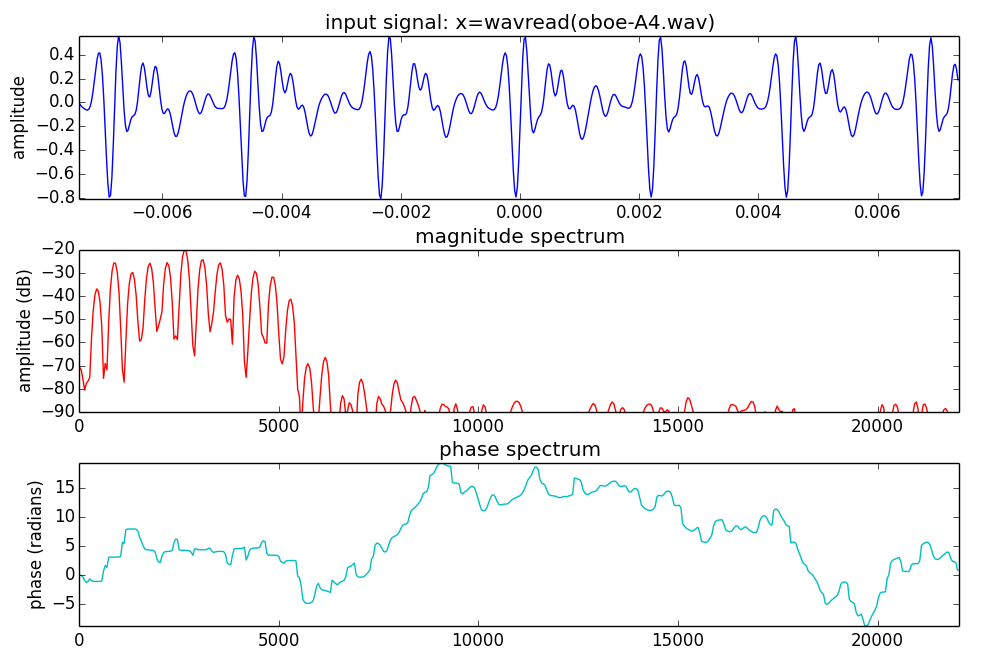 input signal: x=wavread(oboe-A4.wav)
amplitude
0.4
0.2
0.0
−0.2
−0.4
−0.6
−0.8
−0.006 −0.004 −0.002 0.000 0.002 0.004 0.006
magnitude spectrum
amplitude (dB)
−20
−30
−40
−50
−60
−70
−80
−90
0 5000 10000 15000 20000
phase spectrum
phase (radians)
15
10
5
0
−5
0 5000 10000 15000 20000